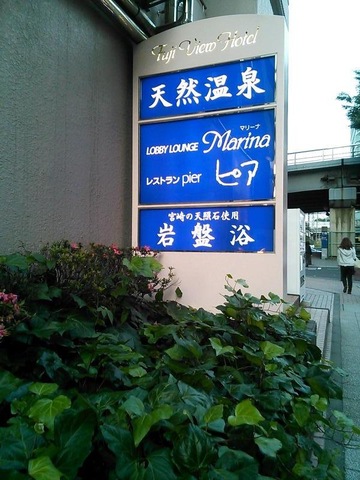 Fuji View Hotel
天然温泉
マリーナ
LOBBY LOUNGE Marina
レストラン pier ピア
宮崎の天照石使用
岩盤浴